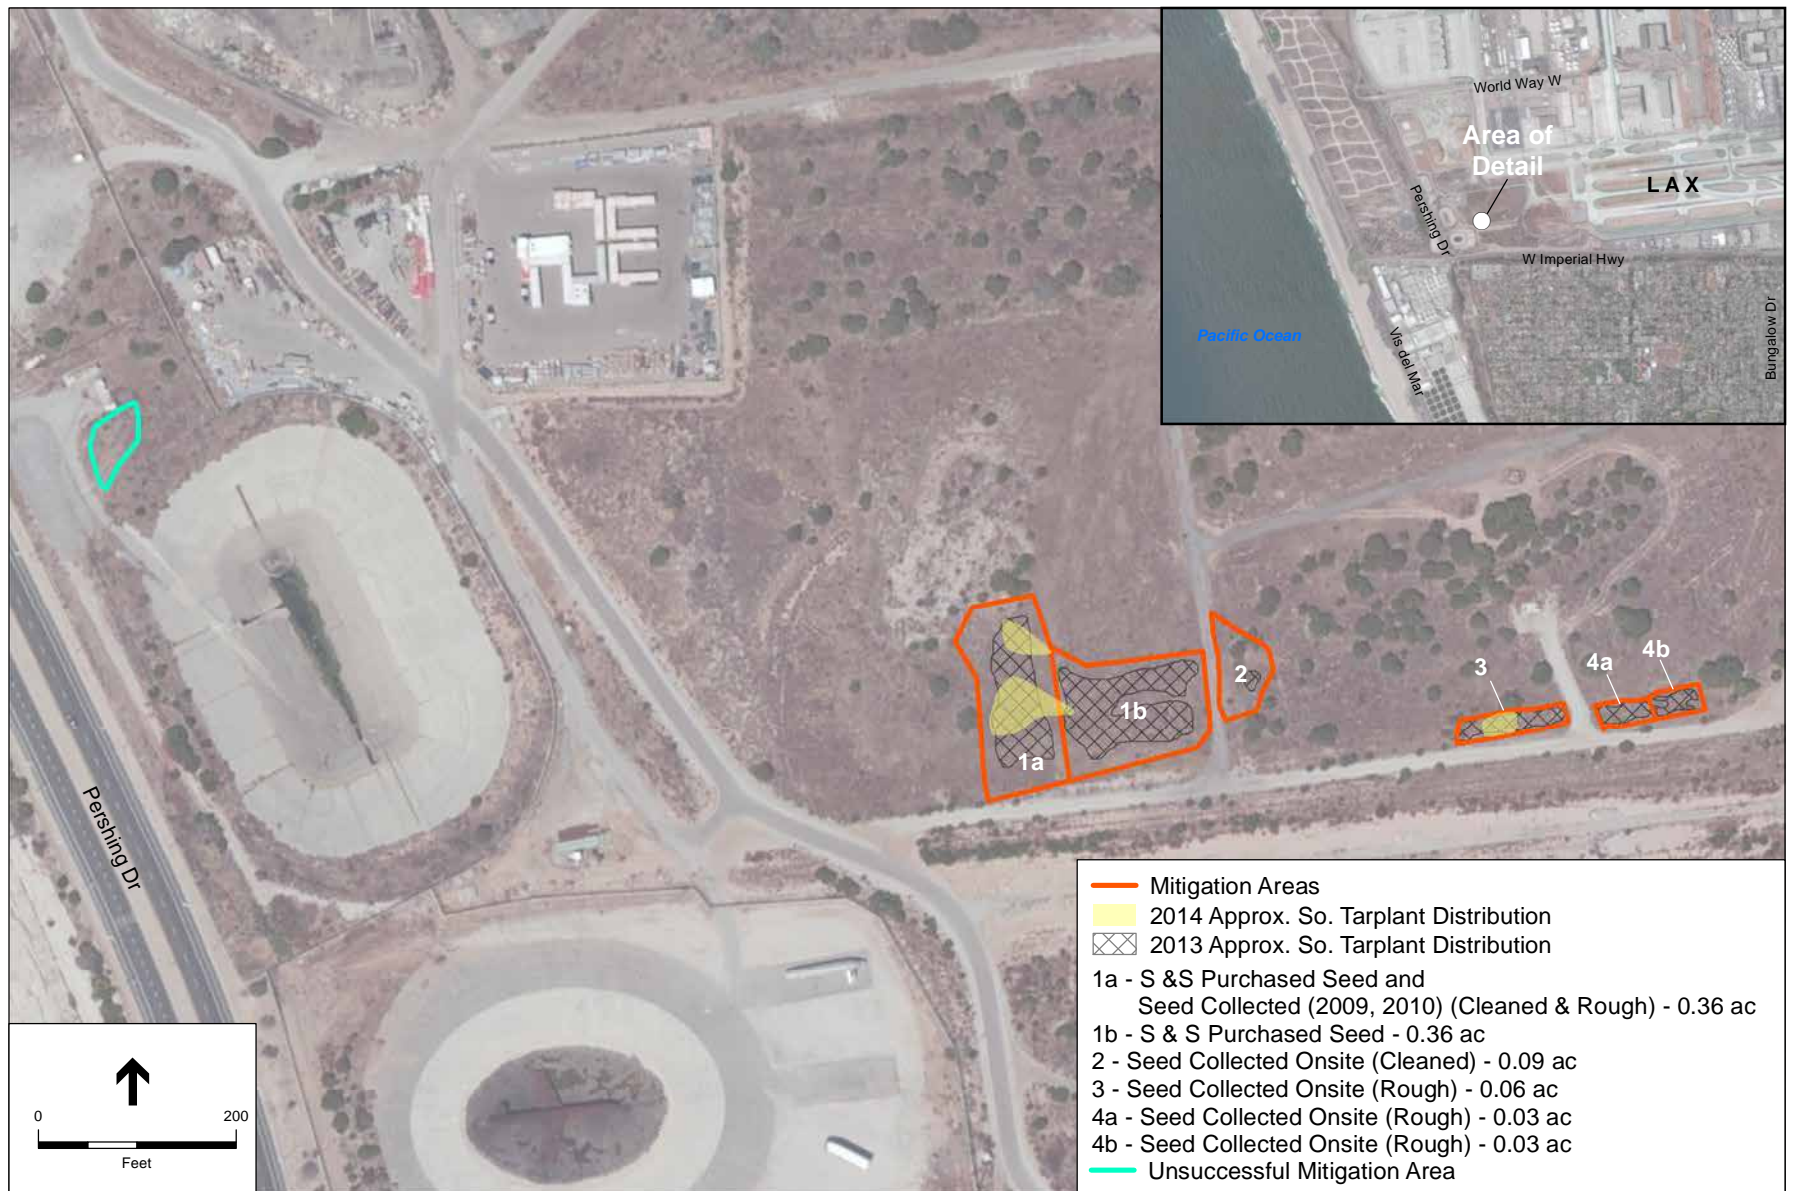 World Way W
Area of
Detail
L A X
Pershing Dr
W Imperial Hwy
Pacific Ocean
Vis del Mar
Bungalow Dr
1a
1b
2
3
4a
4b
Pershing Dr
0 200
Feet
Mitigation Areas
2014 Approx. So. Tarplant Distribution
2013 Approx. So. Tarplant Distribution
1a - S &S Purchased Seed and
Seed Collected (2009, 2010) (Cleaned & Rough) - 0.36 ac
1b - S & S Purchased Seed - 0.36 ac
2 - Seed Collected Onsite (Cleaned) - 0.09 ac
3 - Seed Collected Onsite (Rough) - 0.06 ac
4a - Seed Collected Onsite (Rough) - 0.03 ac
4b - Seed Collected Onsite (Rough) - 0.03 ac
Unsuccessful Mitigation Area